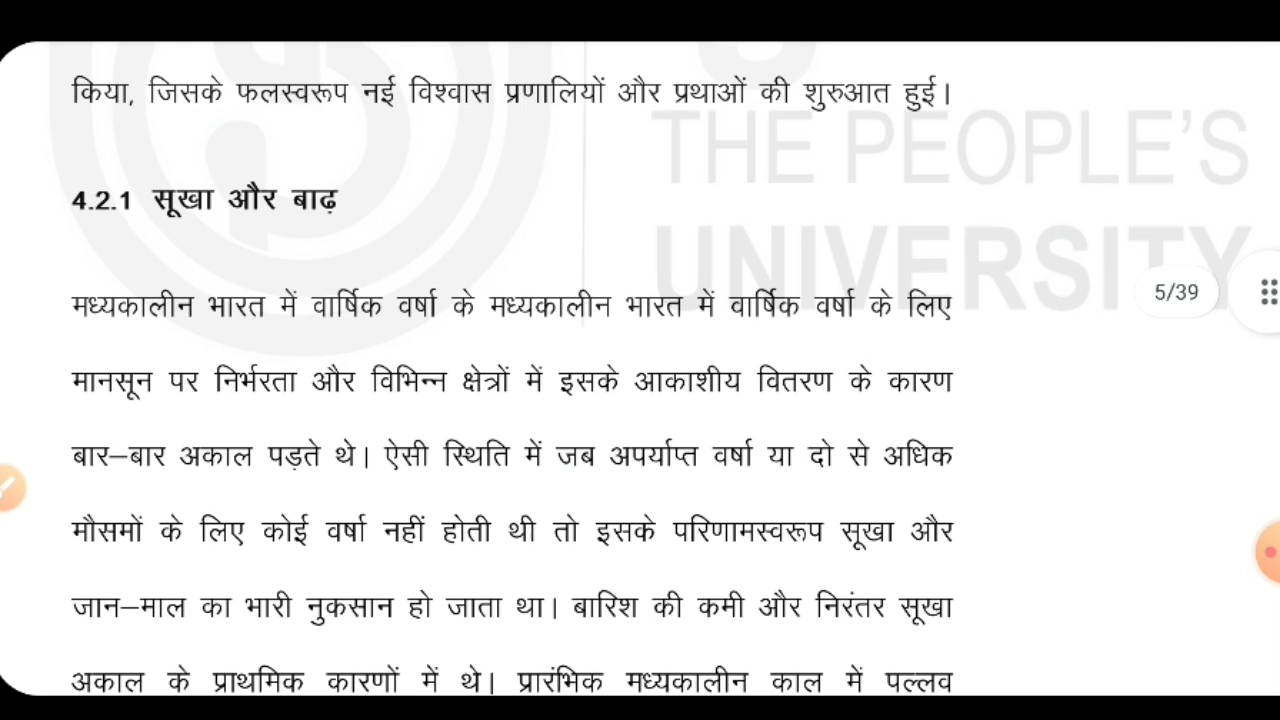 किया, जिसके फलस्वरूप नई विश्वास प्रणालियों और प्रथाओं की शुरुआत हुई।
THE PEOPLE'S
UNIVERSITY
4.2.1 सूखा और बाढ़
5/39
मध्यकालीन भारत में वार्षिक वर्षा के मध्यकालीन भारत में वार्षिक वर्षा के लिए
मानसून पर निर्भरता और विभिन्न क्षेत्रों में इसके आकाशीय वितरण के कारण
बार–बार अकाल पड़ते थे। ऐसी स्थिति में जब अपर्याप्त वर्षा या दो से अधिक
मौसमों के लिए कोई वर्षा नहीं होती थी तो इसके परिणामस्वरूप सूखा और
जान–माल का भारी नुकसान हो जाता था। बारिश की कमी और निरंतर सूखा
अकाल के प्राथमिक कारणों में थे। प्रारंभिक मध्यकालीन काल में पल्लव